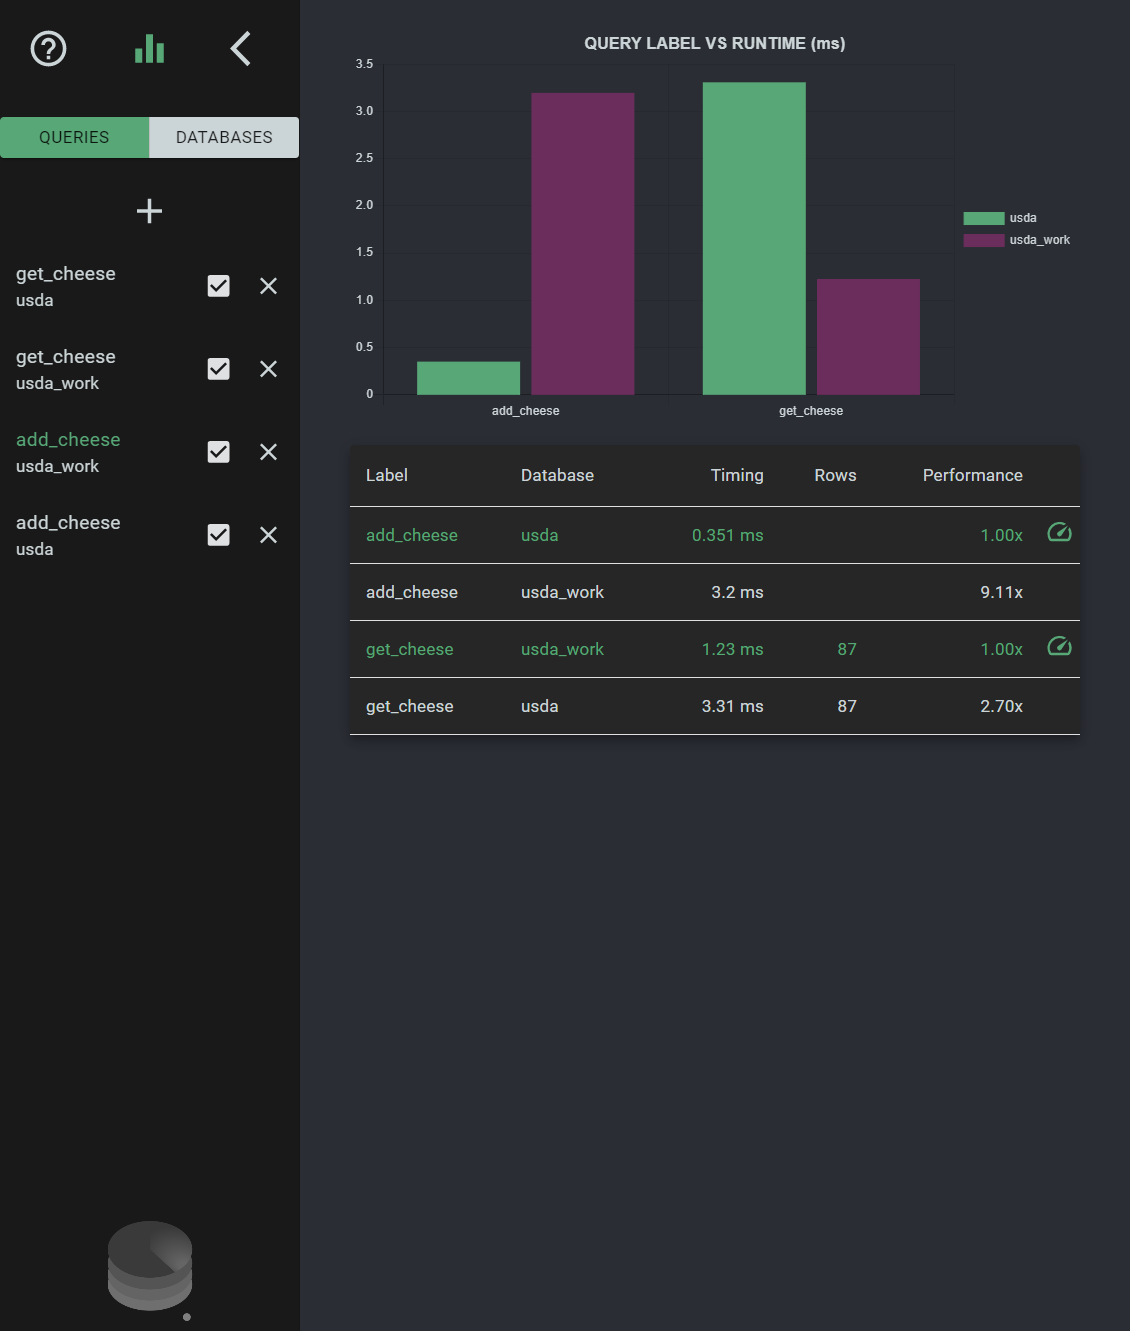 QUERIES
DATABASES
get_cheese
usda
get_cheese
usda_work
add_cheese
usda_work
add_cheese
usda
QUERY LABEL VS RUNTIME (ms)
3.5
3.0
2.5
2.0
1.5
1.0
0.5
0
add_cheese
get_cheese
usda
usda_work
Label Database Timing Rows Performance
add_cheese usda 0.351 ms 1.00x
add_cheese usda_work 3.2 ms 9.11x
get_cheese usda_work 1.23 ms 87 1.00x
get_cheese usda 3.31 ms 87 2.70x